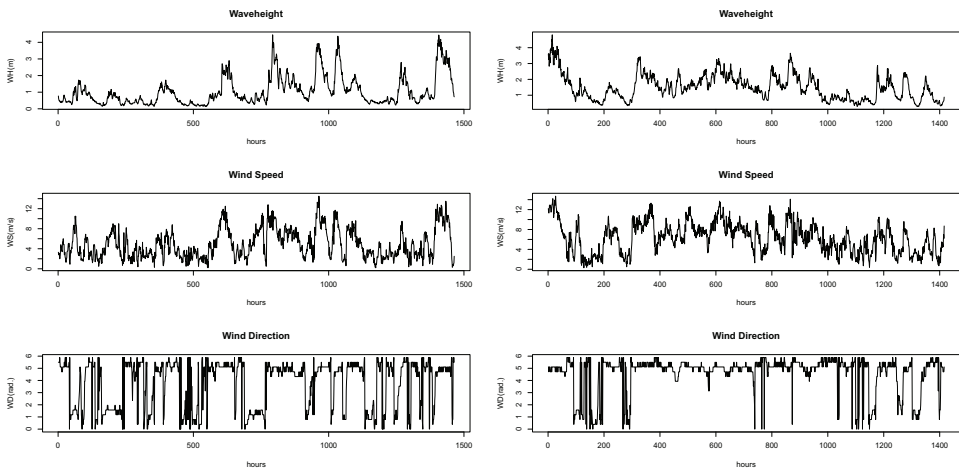 Waveheight
WH(m)
0 1 2 3 4
0 500 1000 1500
hours
Wind Speed
WS(m/s)
0 4 8 12
0 500 1000 1500
hours
Wind Direction
WD(rad.)
0 1 2 3 4 5 6
0 500 1000 1500
hours
Waveheight
WH(m)
1 2 3 4
0 200 400 600 800 1000 1200 1400
hours
Wind Speed
WS(m/s)
0 4 8 12
0 200 400 600 800 1000 1200 1400
hours
Wind Direction
WD(rad.)
0 1 2 3 4 5 6
0 200 400 600 800 1000 1200 1400
hours